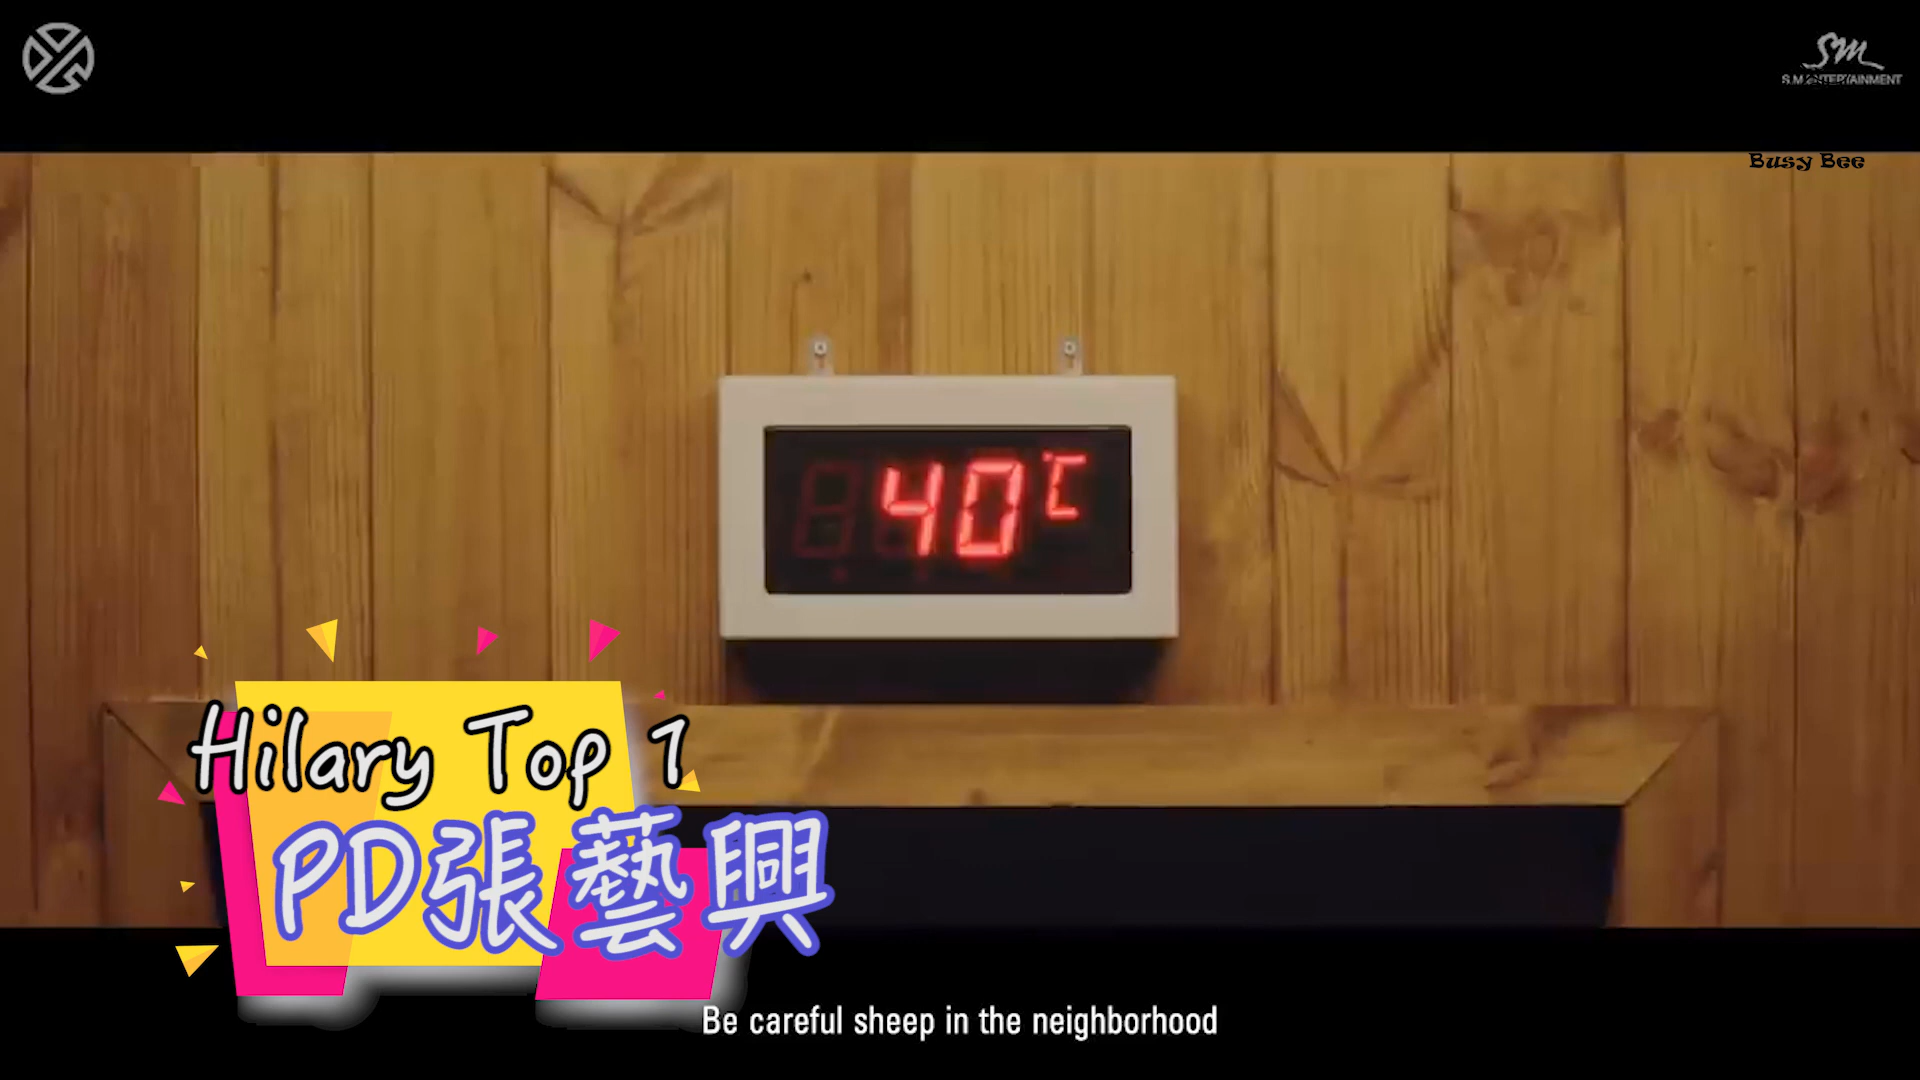 SM
S.M.ENTERTAINMENT
Busy Bee
40℃
Hilary Top 1
PD張藝興
Be careful sheep in the neighborhood